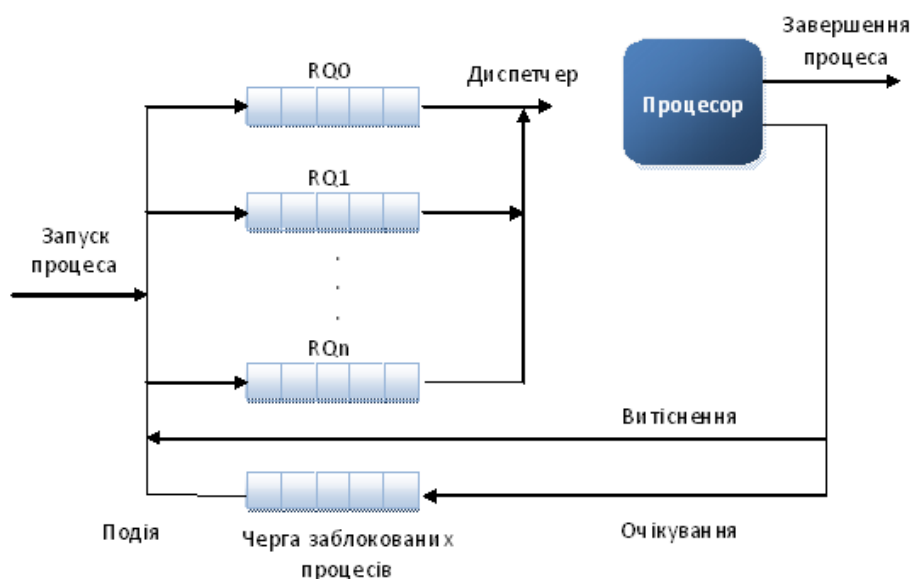 Завершення
процеса
RQ0
Диспетчер
Процесор
RQ1
Запуск
процеса
RQn
Витіснення
Подія
Черга заблокованих
процесів
Очікування